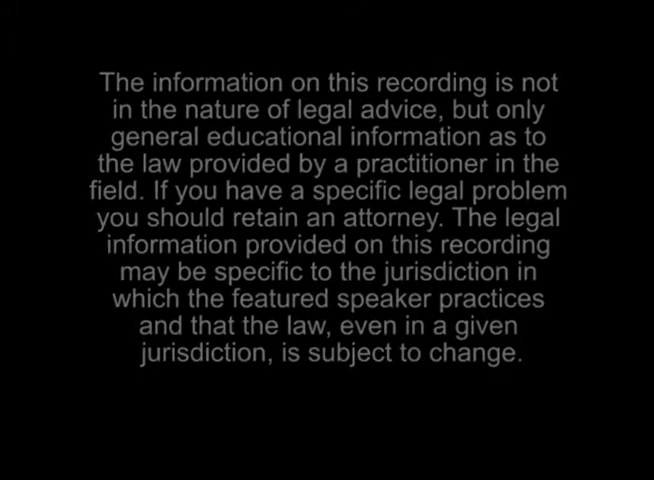 The information on this recording is not
in the nature of legal advice, but only
general educational information as to
the law provided by a practitioner in the
field. If you have a specific legal problem
you should retain an attorney. The legal
information provided on this recording
may be specific to the jurisdiction in
which the featured speaker practices
and that the law, even in a given
jurisdiction, is subject to change.